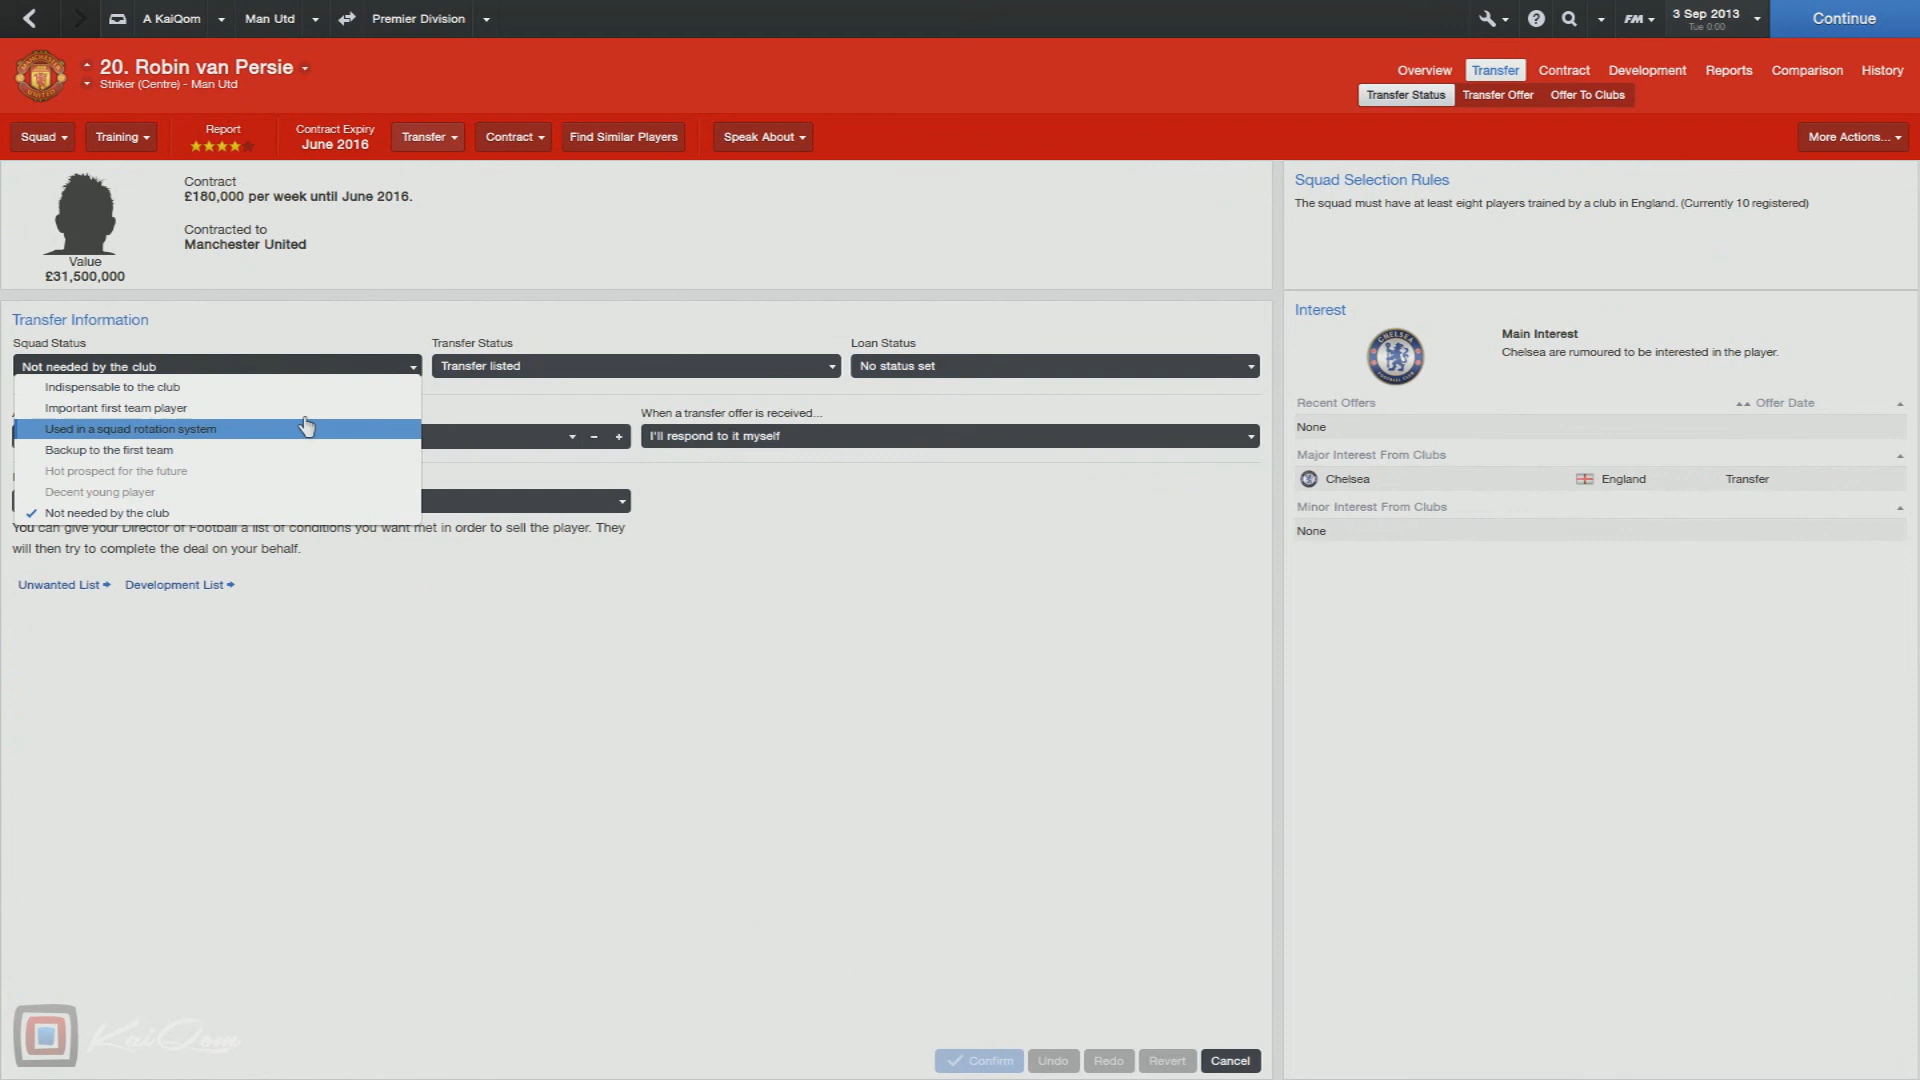 A KaiQom
Man Utd
Premier Division
FM
3 Sep 2013
Tue 0:00
Continue
20. Robin van Persie
Striker (Centre) - Man Utd
Overview
Transfer
Contract
Development
Reports
Comparison
History
Transfer Status
Transfer Offer
Offer To Clubs
Squad
Training
Report
Contract Expiry
June 2016
Transfer
Contract
Find Similar Players
Speak About
More Actions...
Contract
£180,000 per week until June 2016.
Contracted to
Manchester United
Value
£31,500,000
Squad Selection Rules
The squad must have at least eight players trained by a club in England. (Currently 10 registered)
Transfer Information
Squad Status
Transfer Status
Loan Status
Not needed by the club
Transfer listed
No status set
Indispensable to the club
Important first team player
Used in a squad rotation system
Backup to the first team
Hot prospect for the future
Decent young player
Not needed by the club
When a transfer offer is received...
I'll respond to it myself
You can give your Director of Football a list of conditions you want met in order to sell the player. They
will then try to complete the deal on your behalf.
Unwanted List
Development List
Interest
CHELSEA
FOOTBALL CLUB
Main Interest
Chelsea are rumoured to be interested in the player.
Recent Offers
Offer Date
None
Major Interest From Clubs
Chelsea
England
Transfer
Minor Interest From Clubs
None
KaiQom
Confirm
Undo
Redo
Revert
Cancel